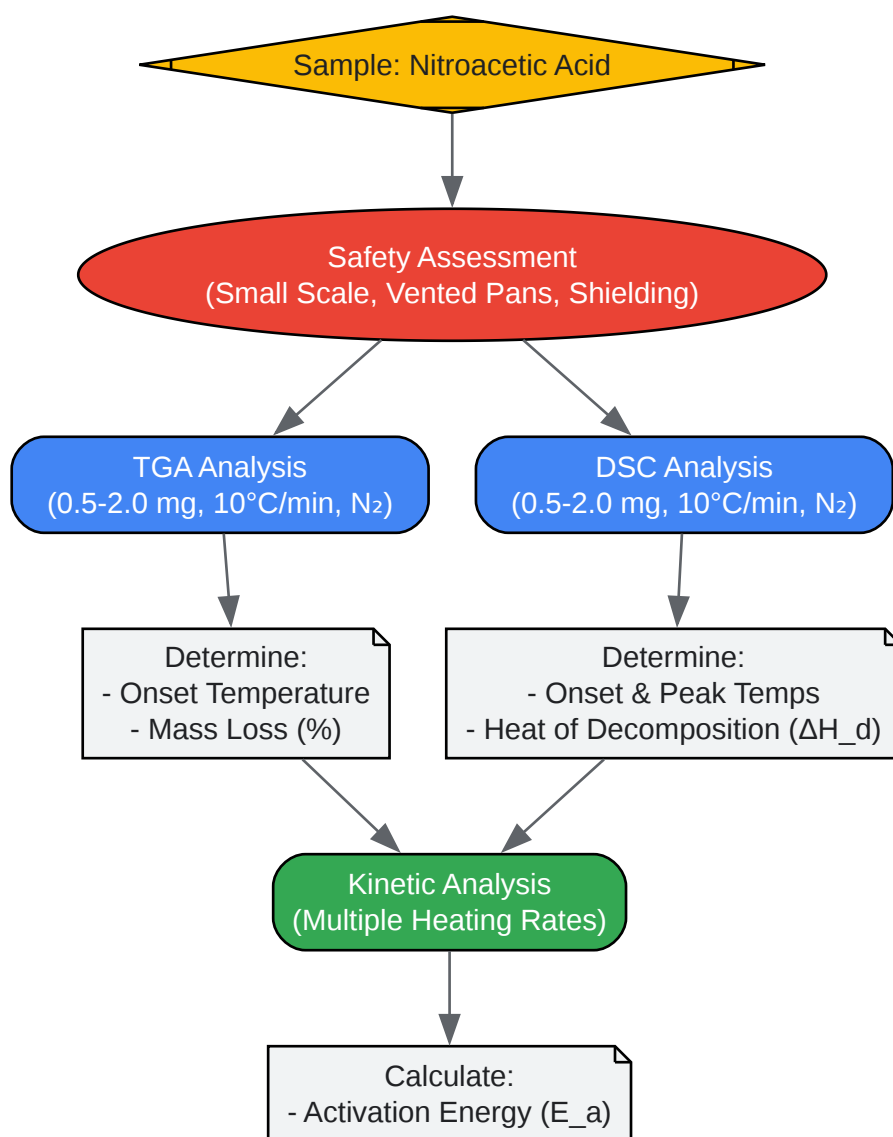 Sample: Nitroacetic Acid
Safety Assessment
(Small Scale, Vented Pans, Shielding)
TGA Analysis
(0.5-2.0 mg, 10°C/min, N₂)
DSC Analysis
(0.5-2.0 mg, 10°C/min, N₂)
Determine:
- Onset Temperature
- Mass Loss (%)
Determine:
- Onset & Peak Temps
- Heat of Decomposition (ΔH_d)
Kinetic Analysis
(Multiple Heating Rates)
Calculate:
- Activation Energy (E_a)